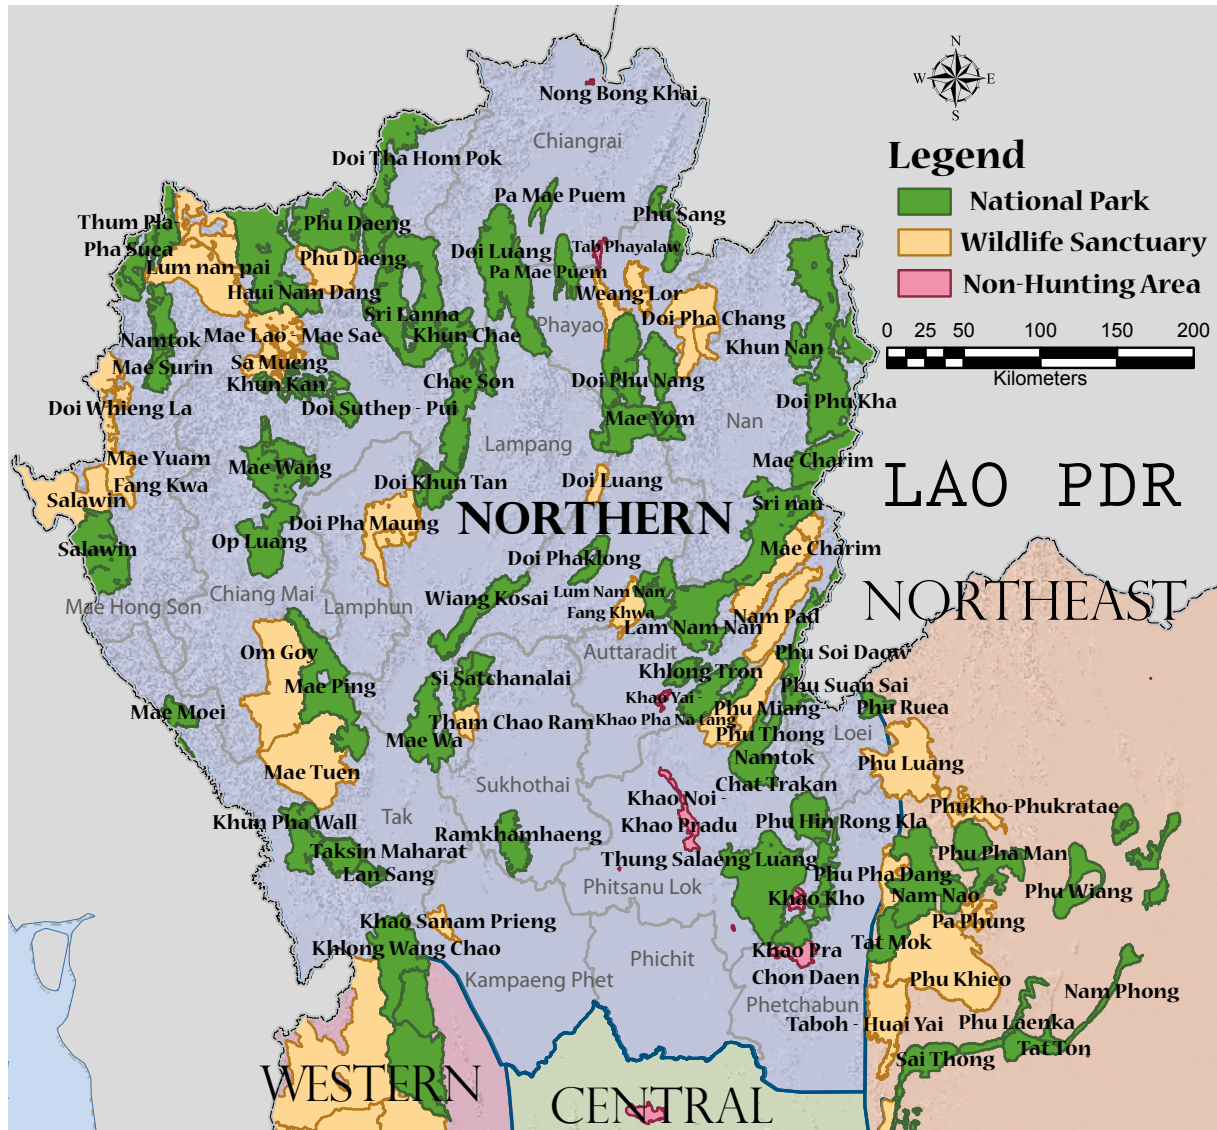 N
W E
S
Legend
National Park
Wildlife Sanctuary
Non-Hunting Area
0 25 50 100 150 200
Kilometers
Nong Bong Khai
Chiangrai
Doi Tha Hom Pok
Pa Mae Puem
Phu Sang
Thum Pla-
Pha Suea
Phu Daeng
Doi Luang
Tab Phayalaw
Lum nan pai
Phu Daeng
Pa Mae Puem
Haui Nam Dang
Weang Lor
Sri Lanna
Phayao
Doi Pha Chang
Namtok
Mae Surin
Mae Lao - Mae Sae
Khun Chae
Khun Nan
Sa Mueng
Khun Kan
Chae Son
Doi Phu Nang
Doi Whieng La
Doi Suthep - Pui
Mae Yom
Doi Phu Kha
Nan
Lampang
Mae Yuam
Fang Kwa
Mae Wang
Mae Charim
Salawin
Doi Khun Tan
Doi Luang
LAO PDR
Sri nan
NORTHERN
Doi Pha Maung
Salawin
Op Luang
Mae Charim
Doi Phaklong
Mae Hong Son
Chiang Mai
Lamphun
Wiang Kosai
Lum Nam Nan
Fang Khwa
NORTHEAST
Nam Pad
Lam Nam Nan
Auttaradit
Om Goy
Phu Soi Daow
Si Satchanalai
Khlong Tron
Mae Ping
Phu Suan Sai
Khao Yai -
Khao Pha Na tang
Mae Moei
Phu Miang
Phu Thong
Phu Ruea
Tham Chao Ram
Mae Wa
Loei
Namtok
Chat Trakan
Phu Luang
Mae Tuen
Sukhothai
Khao Noi -
Khao Pradu
Phukho-Phukratae
Khun Pha Wall
Tak
Phu Hin Rong Kla
Ramkhamhaeng
Taksin Maharat
Thung Salaeng Luang
Phu Pha Man
Lan Sang
Phu Pha Dang
Phitsanu Lok
Khao Kho
Nam Nao
Phu Wiang
Khao Sanam Prieng
Pa Phung
Khlong Wang Chao
Khao Pra
Tat Mok
Phichit
Kampaeng Phet
Chon Daen
Phu Khieo
Nam Phong
Phetchabun
Taboh - Huai Yai
Phu Laenka
Tat Ton
Sai Thong
WESTERN
CENTRAL